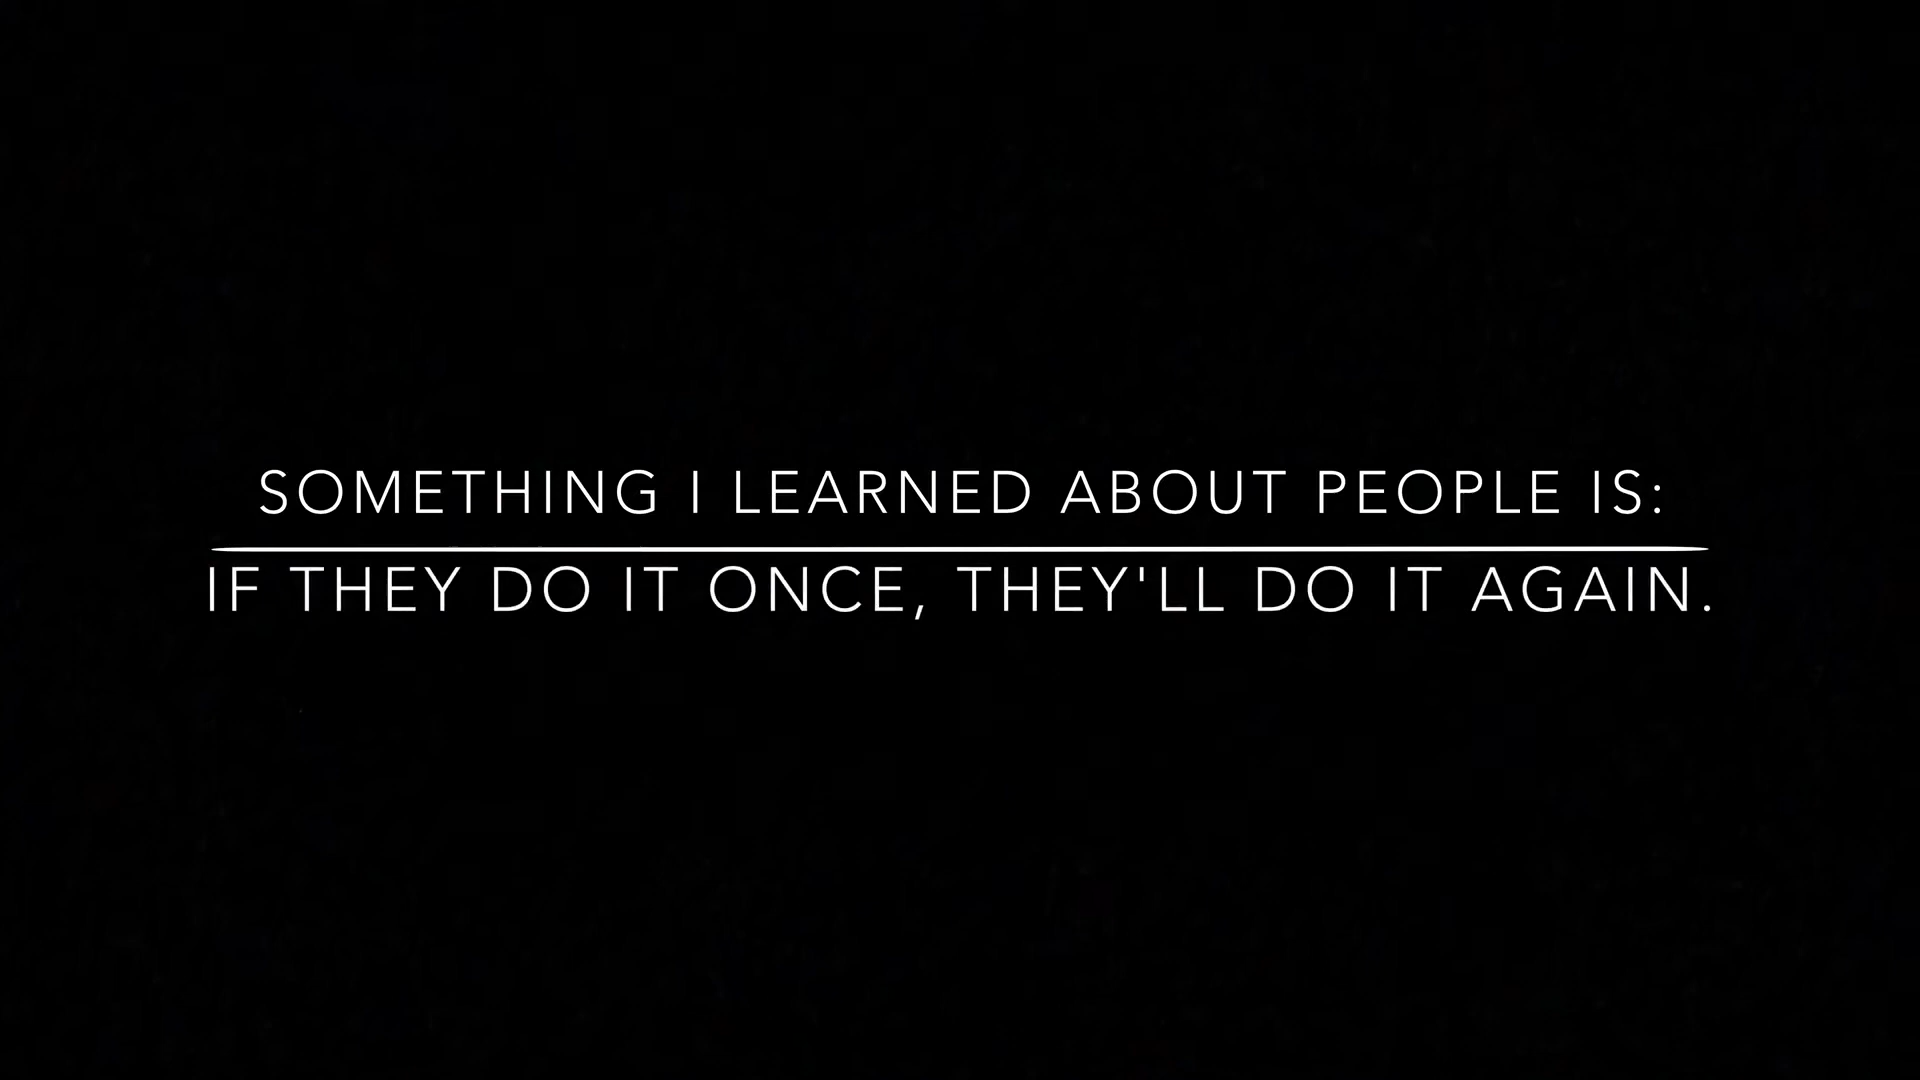 SOMETHING I LEARNED ABOUT PEOPLE IS:
IF THEY DO IT ONCE, THEY'LL DO IT AGAIN.